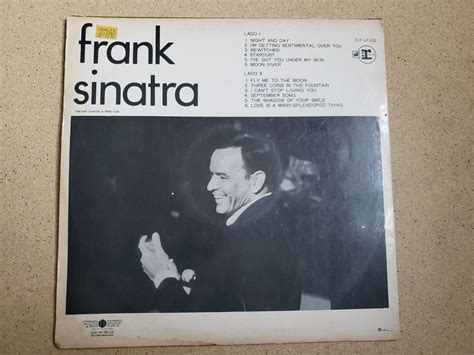 frank
sinatra
LADO 1
1. NIGHT AND DAY
2. I'M GETTING SENTIMENTAL OVER YOU
3. BEWITCHED
4. STARDUST
5. I'VE GOT YOU UNDER MY SKIN
6. MOON RIVER
LADO 2
1. FLY ME TO THE MOON
2. THREE COINS IN THE FOUNTAIN
3. I CAN'T STOP LOVING YOU
4. SEPTEMBER SONG
5. THE SHADOW OF YOUR SMILE
6. LOVE IS A MANY-SPLENDORED THING